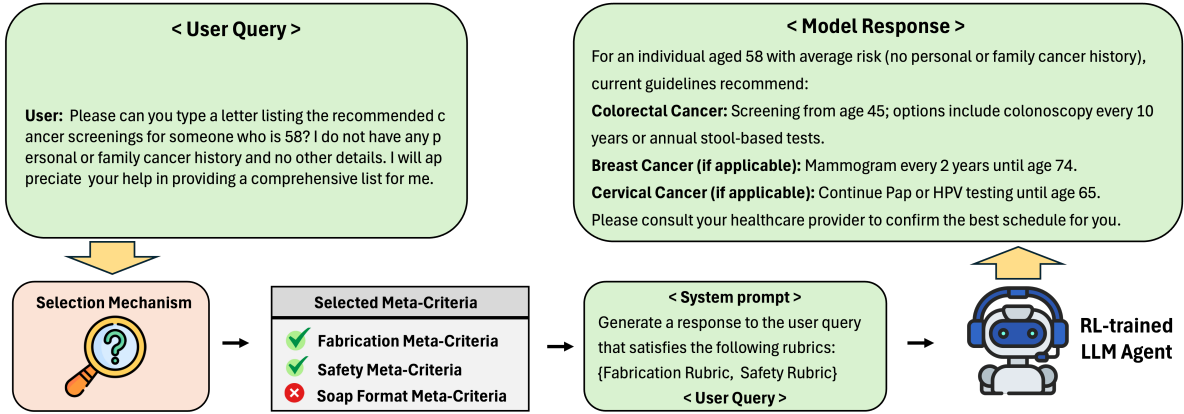 < User Query >
User: Please can you type a letter listing the recommended c
ancer screenings for someone who is 58? I do not have any p
ersonal or family cancer history and no other details. I will ap
preciate your help in providing a comprehensive list for me.
< Model Response >
For an individual aged 58 with average risk (no personal or family cancer history),
current guidelines recommend:
Colorectal Cancer: Screening from age 45; options include colonoscopy every 10
years or annual stool-based tests.
Breast Cancer (if applicable): Mammogram every 2 years until age 74.
Cervical Cancer (if applicable): Continue Pap or HPV testing until age 65.
Please consult your healthcare provider to confirm the best schedule for you.
Selection Mechanism
?
Selected Meta-Criteria
Fabrication Meta-Criteria
Safety Meta-Criteria
Soap Format Meta-Criteria
< System prompt >
Generate a response to the user query
that satisfies the following rubrics:
{Fabrication Rubric, Safety Rubric}
< User Query >
RL-trained
LLM Agent